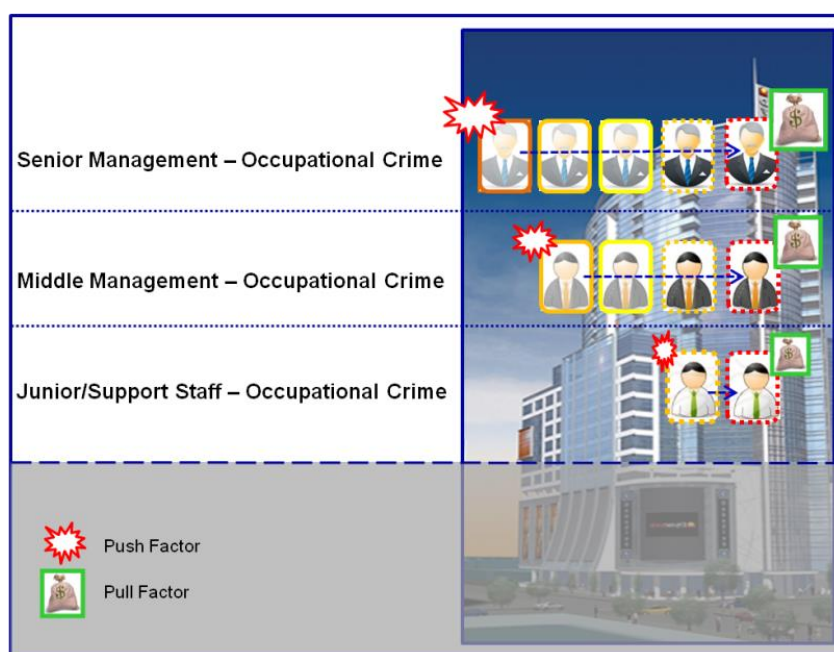 Senior Management – Occupational Crime
Middle Management – Occupational Crime
Junior/Support Staff – Occupational Crime
Push Factor
Pull Factor